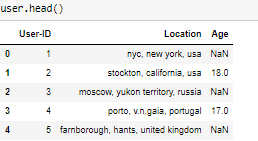 user.head()
User-ID Location Age
0 1 nyc, new york, usa NaN
1 2 stockton, california, usa 18.0
2 3 moscow, yukon territory, russia NaN
3 4 porto, v.n.gaia, portugal 17.0
4 5 farnborough, hants, united kingdom NaN